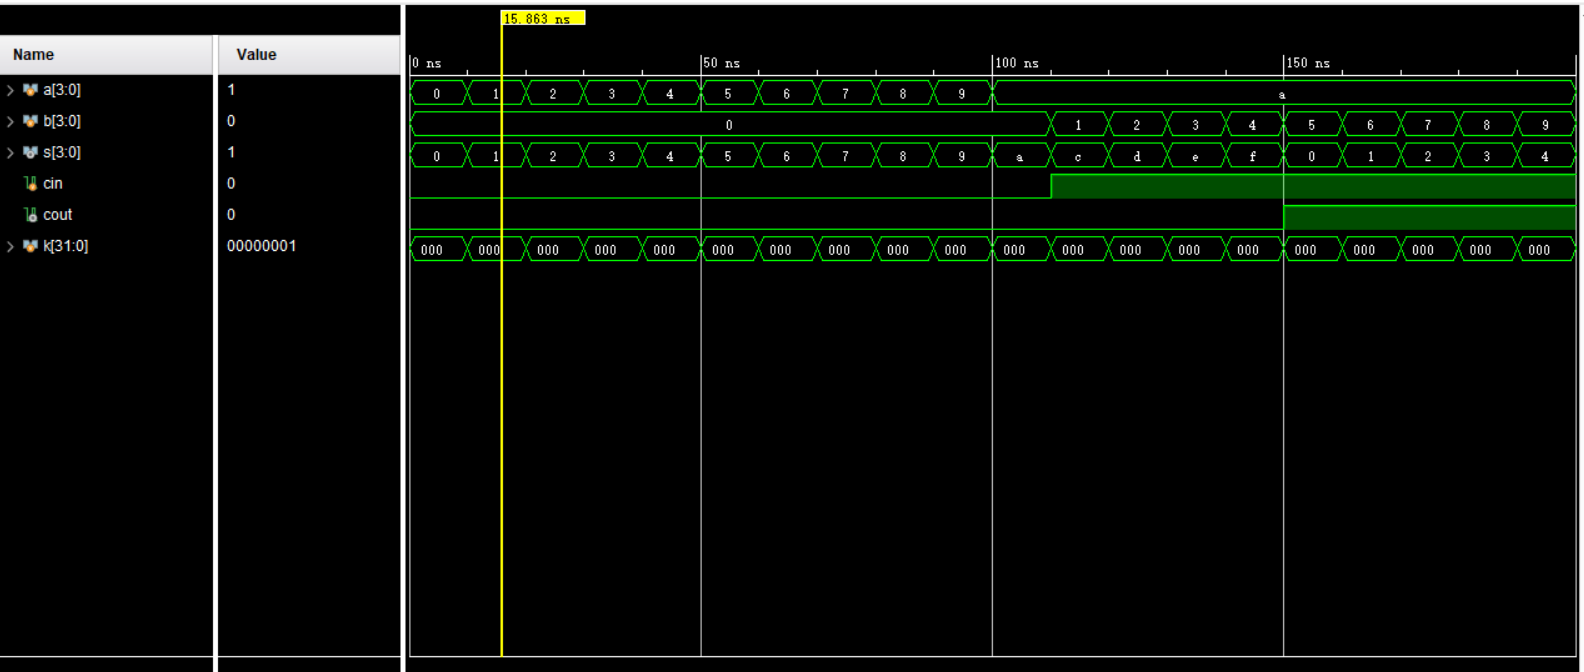 15.863 ns
Name Value
0 ns 50 ns 100 ns 150 ns
a[3:0] 1 0 1 2 3 4 5 6 7 8 9 a
b[3:0] 0 0 1 2 3 4 5 6 7 8 9
s[3:0] 1 0 1 2 3 4 5 6 7 8 9 a c d e f 0 1 2 3 4
cin 0
cout 0
k[31:0] 00000001 000 000 000 000 000 000 000 000 000 000 000 000 000 000 000 000 000 000 000 000